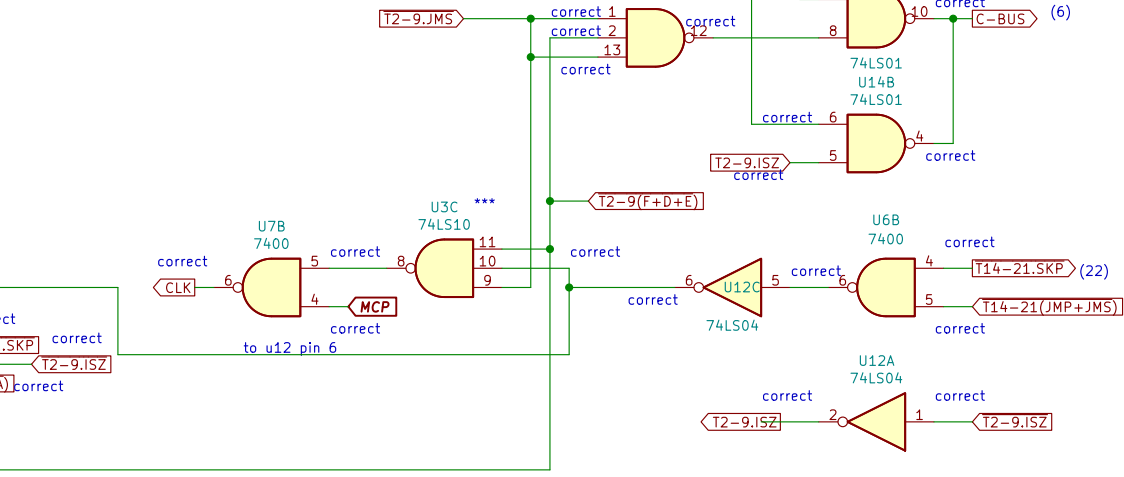 correct
T2-9.JMS
correct 1
correct
10
C-BUS
(6)
correct 2
12
8
13
correct
74LS01
U14B
74LS01
correct 6
4
T2-9.ISZ 5
correct
correct
T2-9(F+D+E)
U3C ***
74LS10
U7B
7400
U6B
7400
11
correct
correct 5
correct 8
10
correct
4 T14-21.SKP (22)
6 CLK
9
6 U12C 5
correct 6
4 MCP
correct
correct
5 T14-21(JMP+JMS)
correct
74LS04
ct
.SKP correct
to u12 pin 6
T2-9.ISZ
A) correct
U12A
74LS04
correct
correct
T2-9.ISZ 2
1 T2-9.ISZ